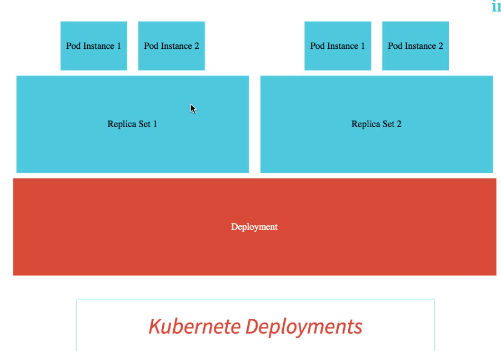 Pod Instance 1 Pod Instance 2 Pod Instance 1 Pod Instance 2
Replica Set 1 Replica Set 2
Deployment
Kubernete Deployments